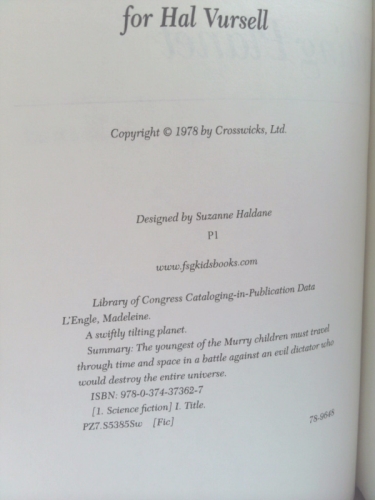 for Hal Vursell
Copyright © 1978 by Crosswicks, Ltd.
Designed by Suzanne Haldane
P1
www.fsgkidsbooks.com
Library of Congress Cataloging-in-Publication Data
L'Engle, Madeleine.
A swiftly tilting planet.
Summary: The youngest of the Murry children must travel
through time and space in a battle against an evil dictator who
would destroy the entire universe.
ISBN: 978-0-374-37362-7
[1. Science fiction] I. Title.
PZ7.S5385Sw [Fic]
78-9648